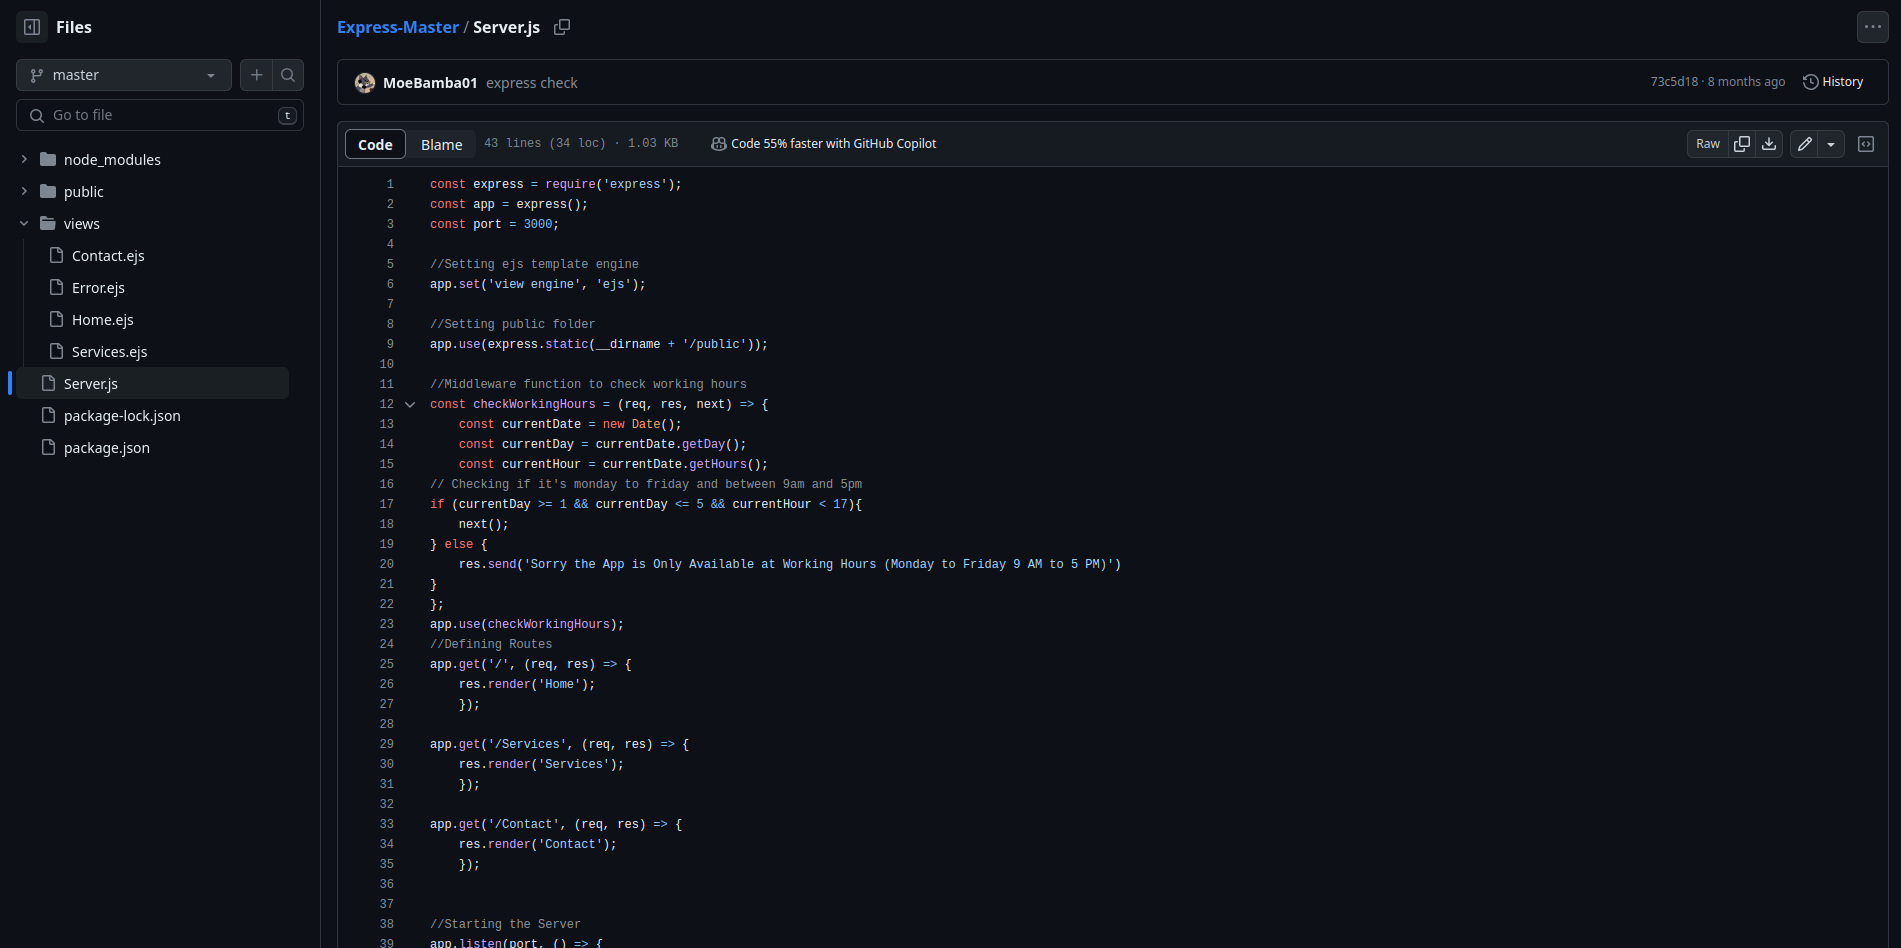 Files
master
Go to file
t
node_modules
public
views
Contact.ejs
Error.ejs
Home.ejs
Services.ejs
Server.js
package-lock.json
package.json
Express-Master / Server.js
MoeBamba01 express check
73c5d18 · 8 months ago
History
Code Blame 43 lines (34 loc) · 1.03 KB Code 55% faster with GitHub Copilot
Raw
1 const express = require('express');
2 const app = express();
3 const port = 3000;
4
5 //Setting ejs template engine
6 app.set('view engine', 'ejs');
7
8 //Setting public folder
9 app.use(express.static(__dirname + '/public'));
10
11 //Middleware function to check working hours
12 const checkWorkingHours = (req, res, next) => {
13     const currentDate = new Date();
14     const currentDay = currentDate.getDay();
15     const currentHour = currentDate.getHours();
16 // Checking if it's monday to friday and between 9am and 5pm
17 if (currentDay >= 1 && currentDay <= 5 && currentHour < 17){
18     next();
19 } else {
20     res.send('Sorry the App is Only Available at Working Hours (Monday to Friday 9 AM to 5 PM)')
21 }
22 };
23 app.use(checkWorkingHours);
24 //Defining Routes
25 app.get('/', (req, res) => {
26     res.render('Home');
27     });
28
29 app.get('/Services', (req, res) => {
30     res.render('Services');
31     });
32
33 app.get('/Contact', (req, res) => {
34     res.render('Contact');
35     });
36
37
38 //Starting the Server
39 app.listen(port, () => {